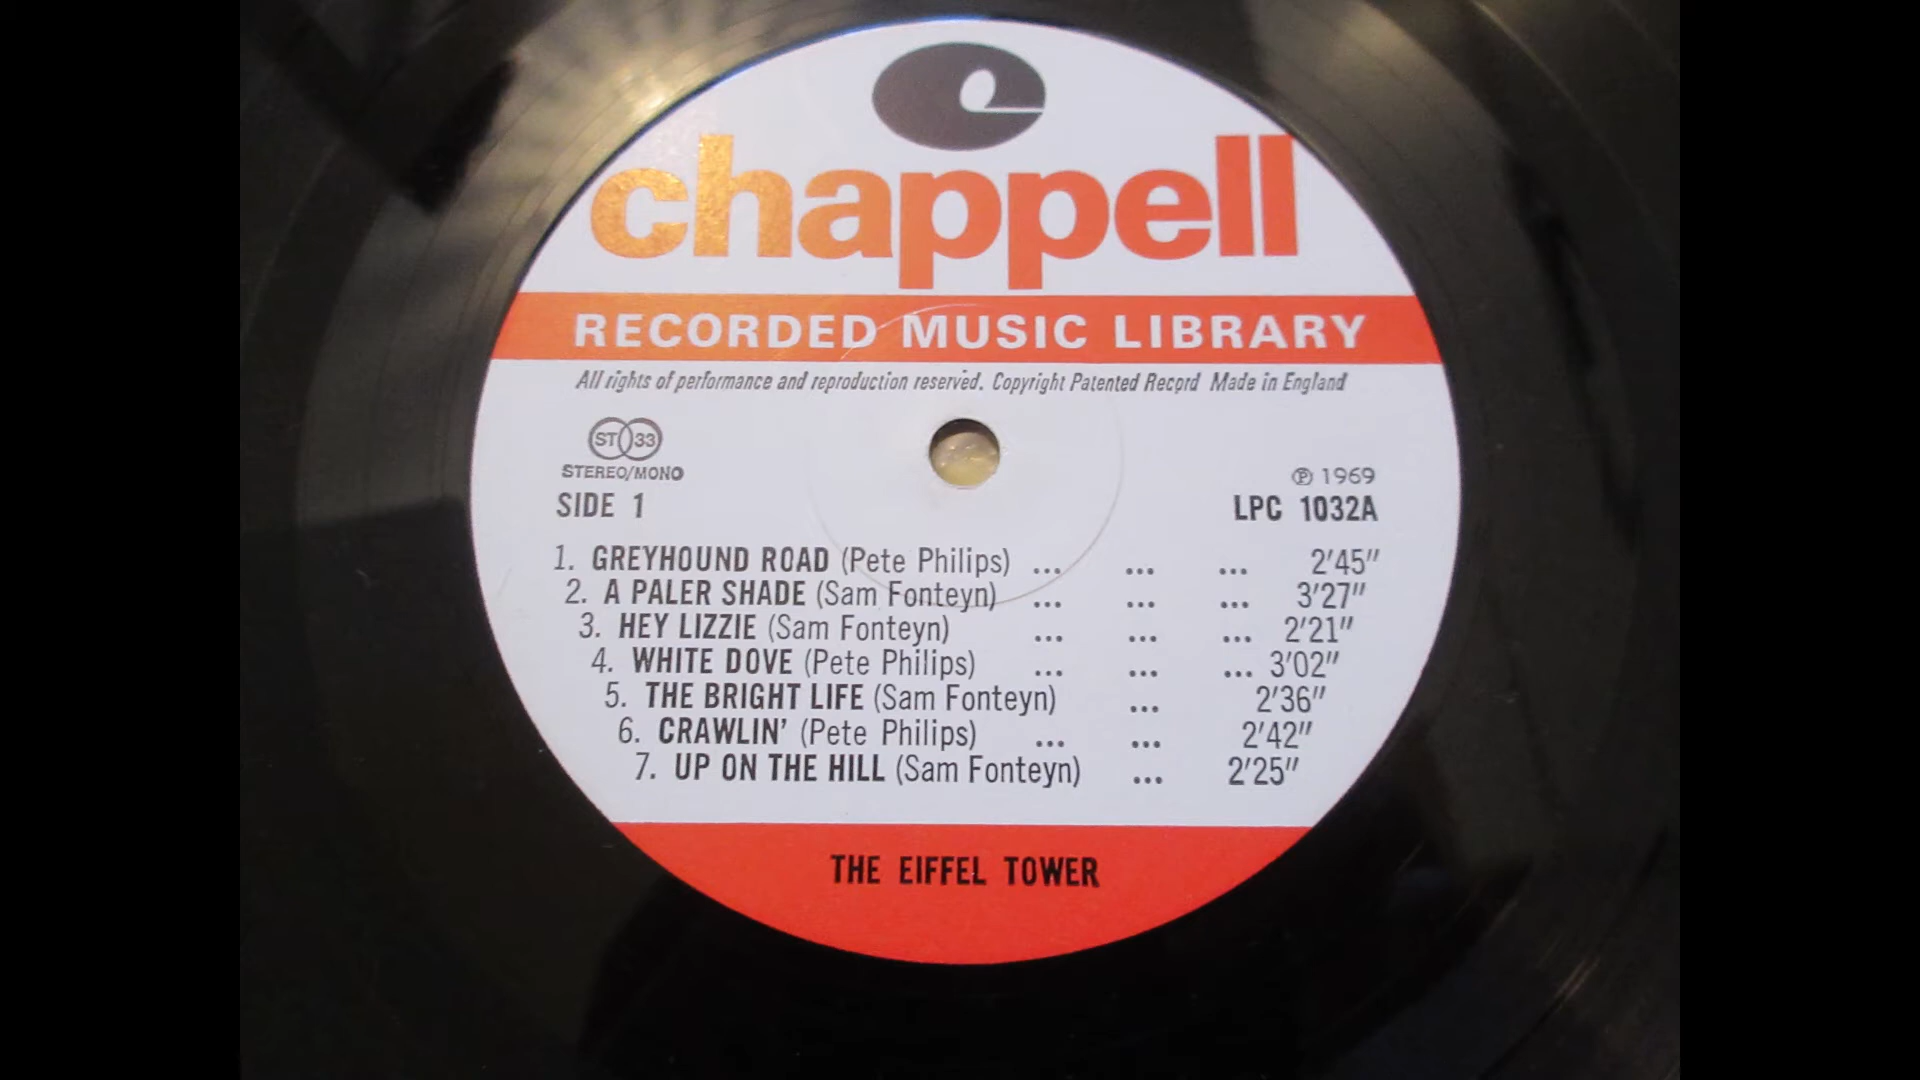 chappell
RECORDED MUSIC LIBRARY
All rights of performance and reproduction reserved. Copyright Patented Record Made in England
ST 33
STEREO/MONO
℗ 1969
SIDE 1
LPC 1032A
1. GREYHOUND ROAD (Pete Philips) ... ... ... 2′45″
2. A PALER SHADE (Sam Fonteyn) ... ... ... 3′27″
3. HEY LIZZIE (Sam Fonteyn) ... ... ... 2′21″
4. WHITE DOVE (Pete Philips) ... ... ... 3′02″
5. THE BRIGHT LIFE (Sam Fonteyn) ... 2′36″
6. CRAWLIN’ (Pete Philips) ... ... 2′42″
7. UP ON THE HILL (Sam Fonteyn) ... 2′25″
THE EIFFEL TOWER